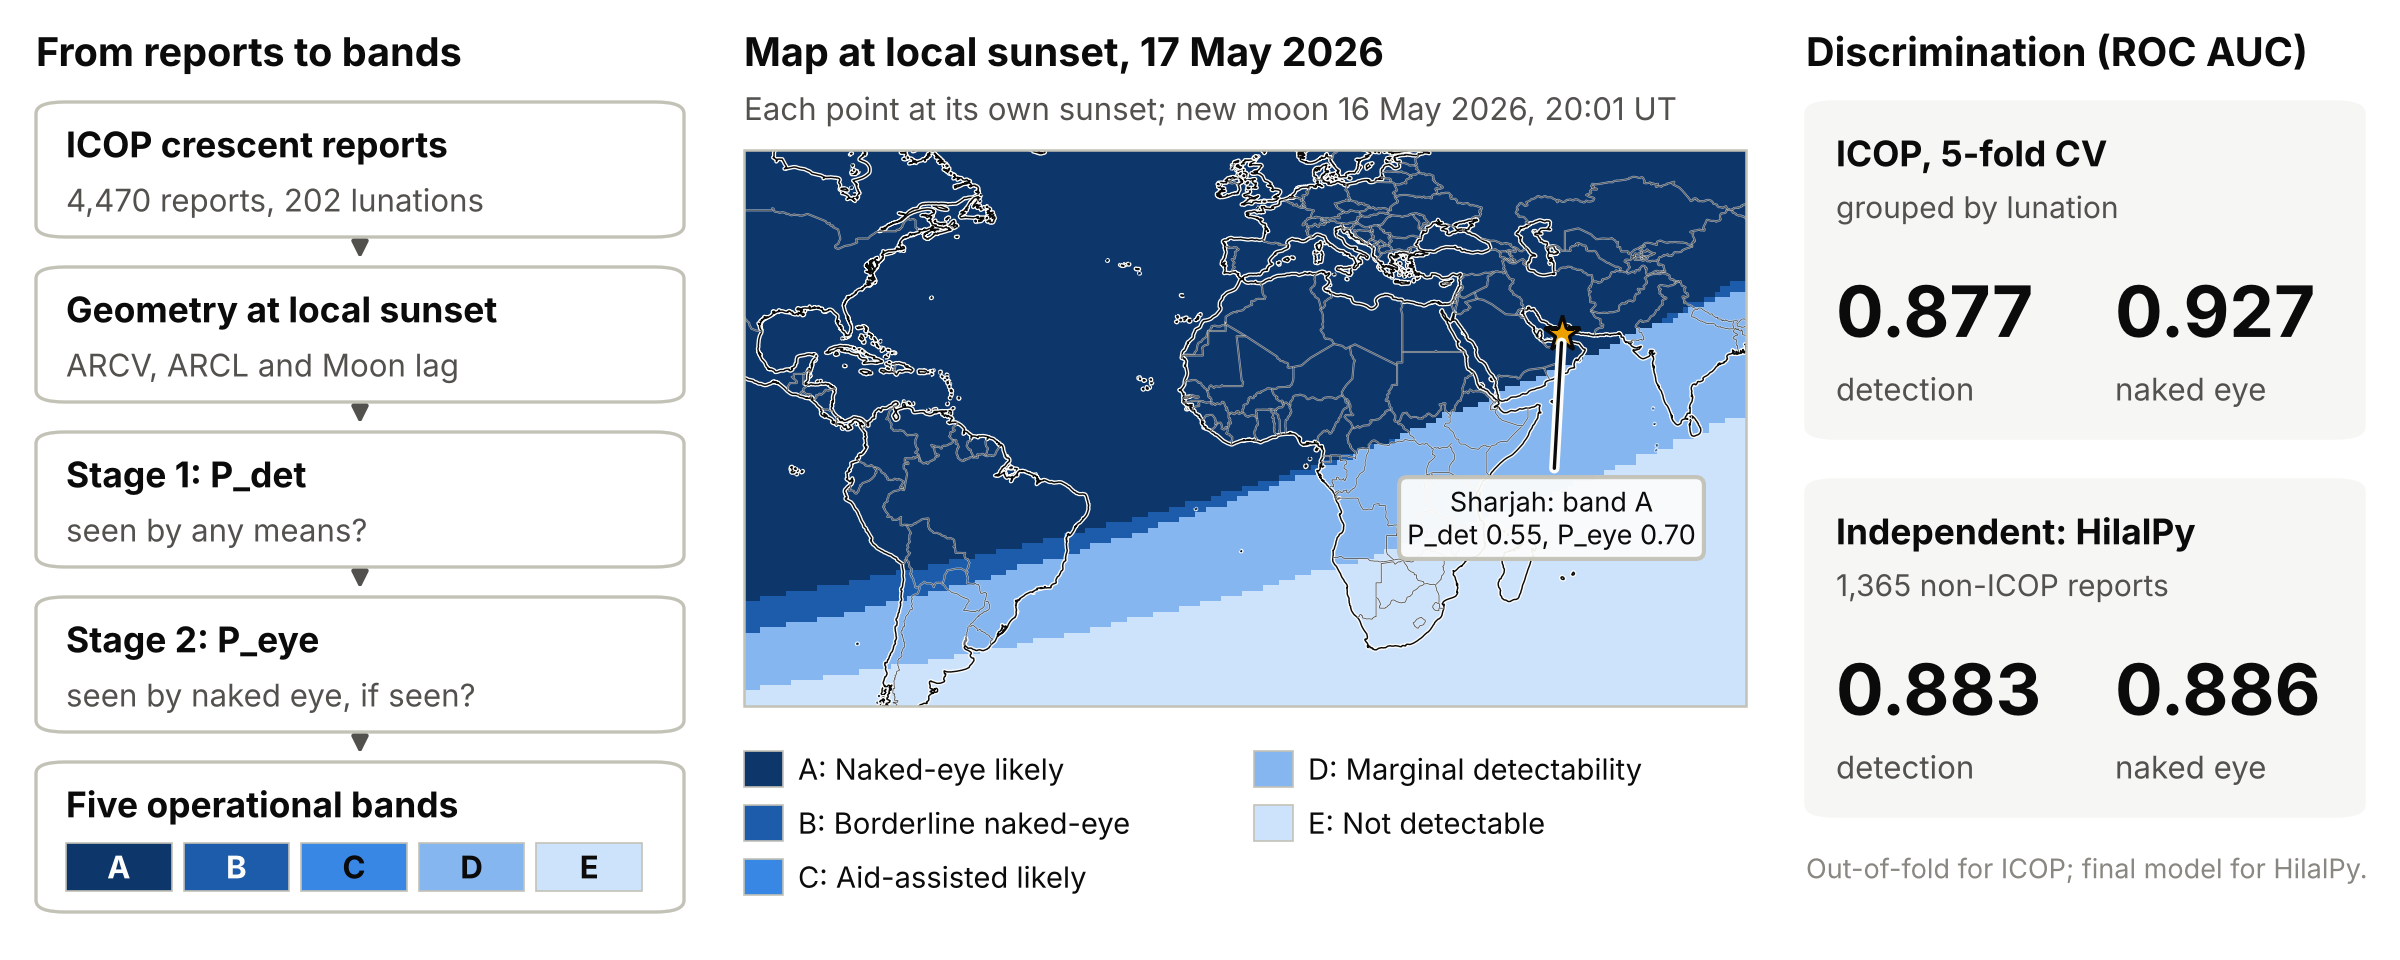 From reports to bands
ICOP crescent reports
4,470 reports, 202 lunations
Geometry at local sunset
ARCV, ARCL and Moon lag
Stage 1: P_det
seen by any means?
Stage 2: P_eye
seen by naked eye, if seen?
Five operational bands
A B C D E
Map at local sunset, 17 May 2026
Each point at its own sunset; new moon 16 May 2026, 20:01 UT
Sharjah: band A
P_det 0.55, P_eye 0.70
A: Naked-eye likely
B: Borderline naked-eye
C: Aid-assisted likely
D: Marginal detectability
E: Not detectable
Discrimination (ROC AUC)
ICOP, 5-fold CV
grouped by lunation
0.877 0.927
detection naked eye
Independent: HilalPy
1,365 non-ICOP reports
0.883 0.886
detection naked eye
Out-of-fold for ICOP; final model for HilalPy.